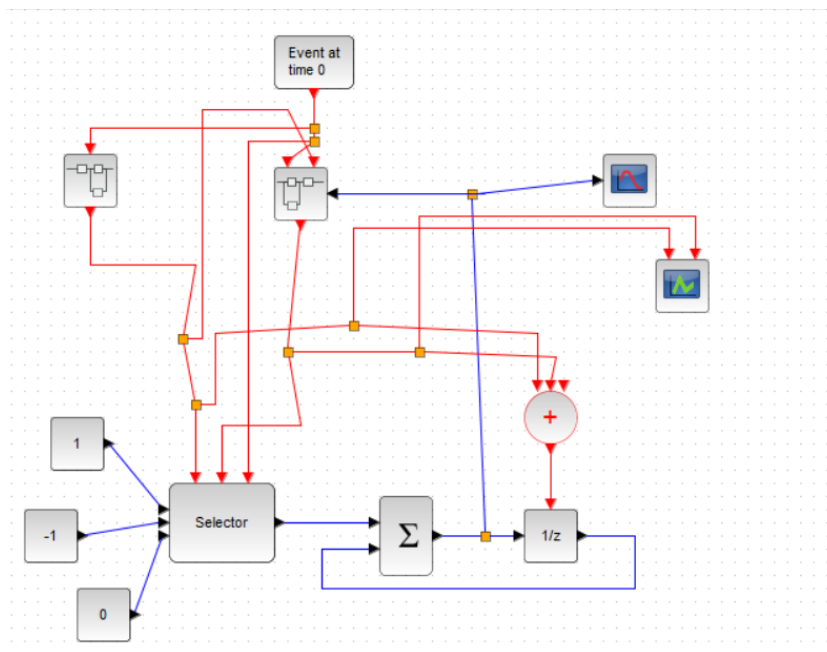 Event at
time 0
+
1
Selector
-1
Σ
1/z
0